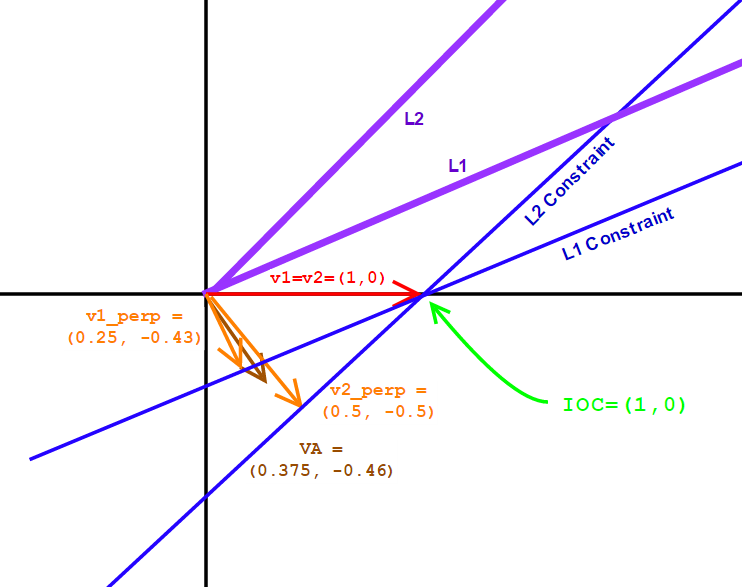 L2
L1
L2 Constraint
L1 Constraint
v1=v2=(1,0)
v1_perp =
(0.25, -0.43)
v2_perp =
(0.5, -0.5)
IOC=(1,0)
VA =
(0.375, -0.46)